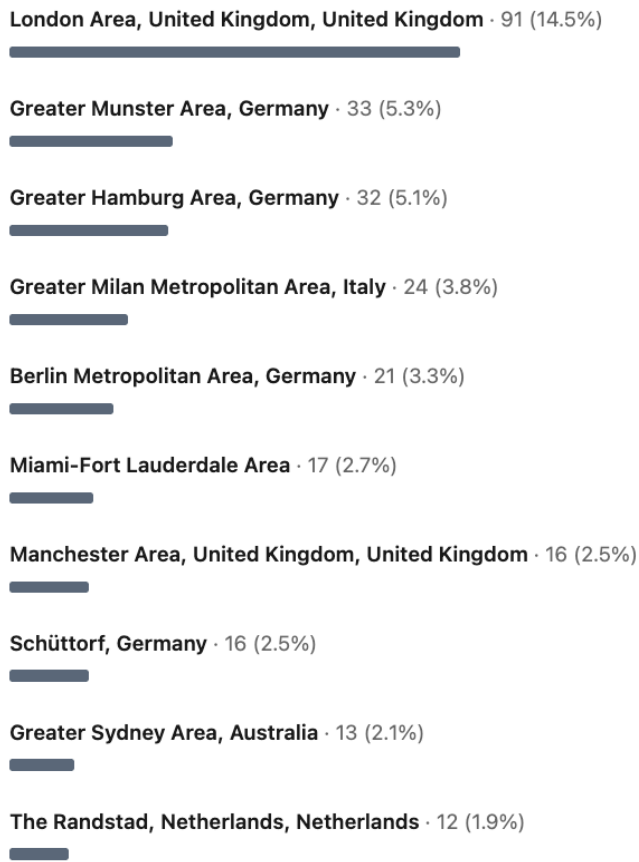 London Area, United Kingdom, United Kingdom · 91 (14.5%)
Greater Munster Area, Germany · 33 (5.3%)
Greater Hamburg Area, Germany · 32 (5.1%)
Greater Milan Metropolitan Area, Italy · 24 (3.8%)
Berlin Metropolitan Area, Germany · 21 (3.3%)
Miami-Fort Lauderdale Area · 17 (2.7%)
Manchester Area, United Kingdom, United Kingdom · 16 (2.5%)
Schüttorf, Germany · 16 (2.5%)
Greater Sydney Area, Australia · 13 (2.1%)
The Randstad, Netherlands, Netherlands · 12 (1.9%)